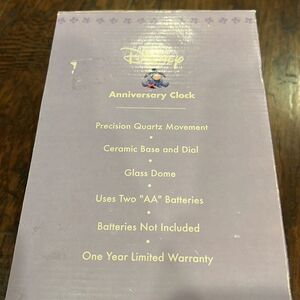 Disney
Anniversary Clock
Precision Quartz Movement
Ceramic Base and Dial
Glass Dome
Uses Two "AA" Batteries
Batteries Not Included
One Year Limited Warranty